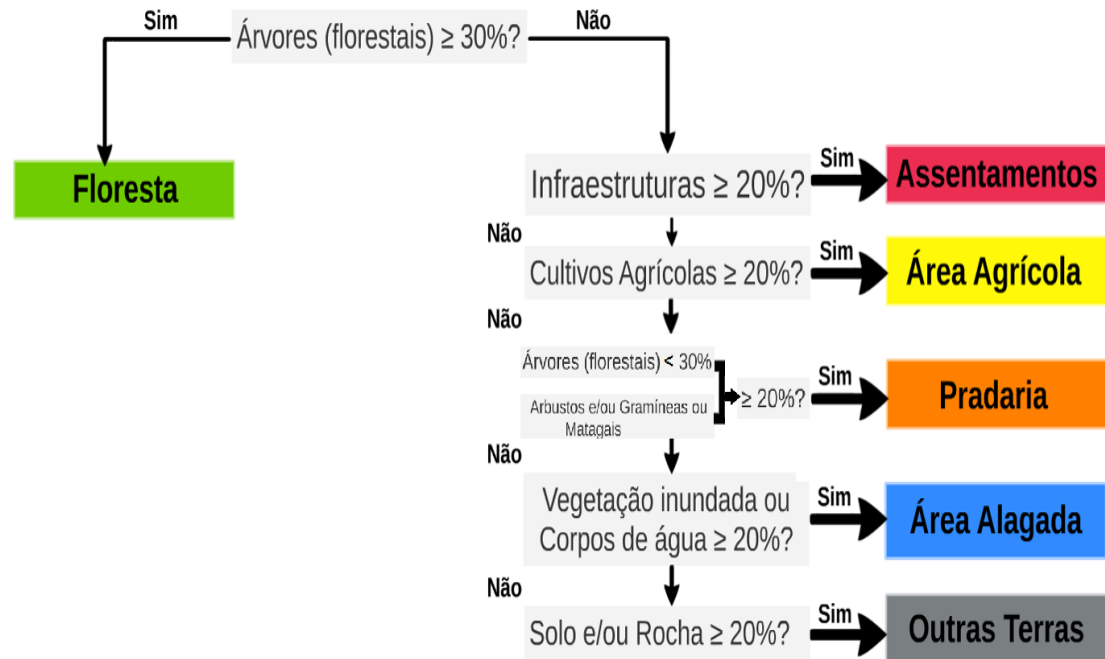 Sim
Árvores (florestais) ≥ 30%?
Não
Floresta
Infraestruturas ≥ 20%?
Sim
Assentamentos
Não
Cultivos Agrícolas ≥ 20%?
Sim
Área Agrícola
Não
Árvores (florestais) < 30%
Arbustos e/ou Gramíneas ou
Matagais
≥ 20%?
Sim
Pradaria
Não
Vegetação inundada ou
Corpos de água ≥ 20%?
Sim
Área Alagada
Não
Solo e/ou Rocha ≥ 20%?
Sim
Outras Terras